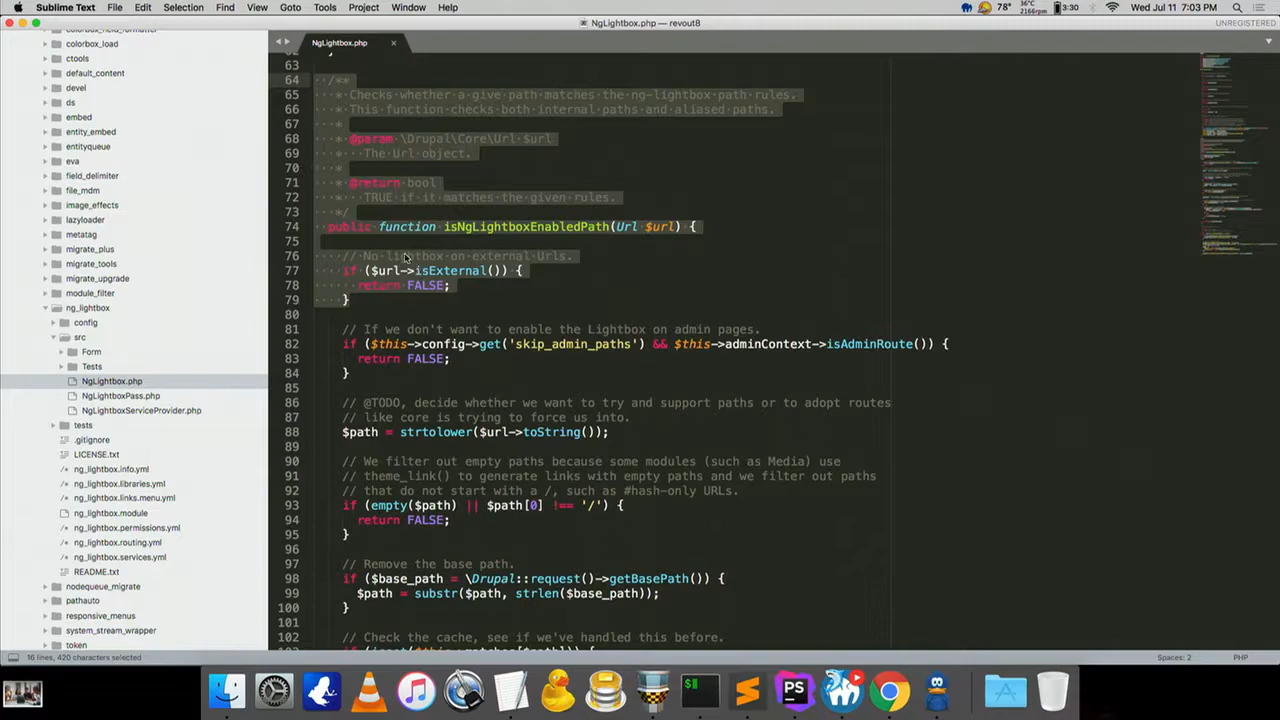 Sublime Text File Edit Selection Find View Goto Tools Project Window Help 78° 36°C 2166rpm 3:30 Wed Jul 11 7:03 PM
NgLightbox.php — revout8 UNREGISTERED
colorbox_field_formatter
colorbox_load
ctools
default_content
devel
ds
embed
entity_embed
entityqueue
eva
field_delimiter
file_mdm
image_effects
lazyloader
metatag
migrate_plus
migrate_tools
migrate_upgrade
module_filter
ng_lightbox
config
src
Form
Tests
NgLightbox.php
NgLightboxPass.php
NgLightboxServiceProvider.php
tests
.gitignore
LICENSE.txt
ng_lightbox.info.yml
ng_lightbox.libraries.yml
ng_lightbox.links.menu.yml
ng_lightbox.module
ng_lightbox.permissions.yml
ng_lightbox.routing.yml
ng_lightbox.services.yml
README.txt
nodequeue_migrate
pathauto
responsive_menus
system_stream_wrapper
token
NgLightbox.php ×
62 }
63
64 /**
65 * Checks whether a give path matches the ng-lightbox path rules.
66 * This function checks both internal paths and aliased paths.
67 *
68 * @param \Drupal\Core\Url $url
69 * The Url object.
70 *
71 * @return bool
72 * TRUE if it matches the given rules.
73 */
74 public function isNgLightboxEnabledPath(Url $url) {
75
76 // No lightbox on external Urls.
77 if ($url->isExternal()) {
78 return FALSE;
79 }
80
81 // If we don't want to enable the Lightbox on admin pages.
82 if ($this->config->get('skip_admin_paths') && $this->adminContext->isAdminRoute()) {
83 return FALSE;
84 }
85
86 // @TODO, decide whether we want to try and support paths or to adopt routes
87 // like core is trying to force us into.
88 $path = strtolower($url->toString());
89
90 // We filter out empty paths because some modules (such as Media) use
91 // theme_link() to generate links with empty paths and we filter out paths
92 // that do not start with a /, such as #hash-only URLs.
93 if (empty($path) || $path[0] !== '/') {
94 return FALSE;
95 }
96
97 // Remove the base path.
98 if ($base_path = \Drupal::request()->getBasePath()) {
99 $path = substr($path, strlen($base_path));
100 }
101
102 // Check the cache, see if we've handled this before.
16 lines, 420 characters selected Spaces: 2 PHP
$ PS